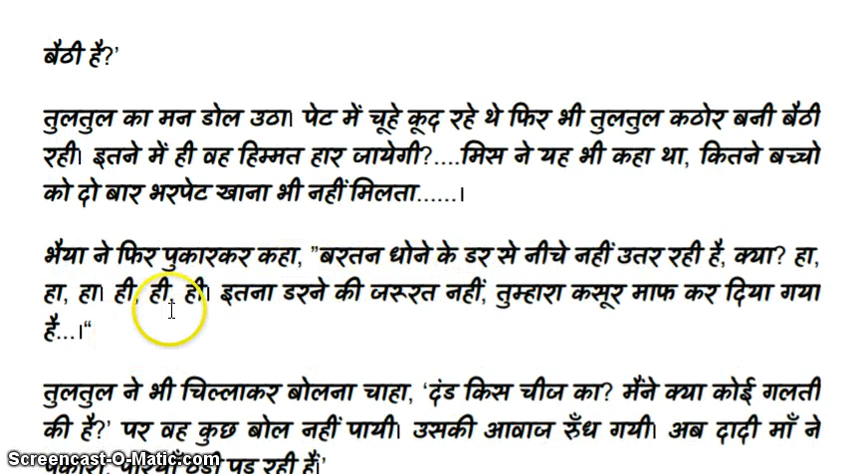 बैठी है?'
तुलतुल का मन डोल उठा। पेट में चूहे कूद रहे थे फिर भी तुलतुल कठोर बनी बैठी
रही। इतने में ही वह हिम्मत हार जायेगी?....मिस ने यह भी कहा था, कितने बच्चो
को दो बार भरपेट खाना भी नहीं मिलता......।
भैया ने फिर पुकारकर कहा, ”बरतन धोने के डर से नीचे नहीं उतर रही है, क्या? हा,
हा, हा। ही, ही, ही। इतना डरने की जरूरत नहीं, तुम्हारा कसूर माफ कर दिया गया
है...।“
तुलतुल ने भी चिल्लाकर बोलना चाहा, ‘दंड किस चीज का? मैंने क्या कोई गलती
की है?’ पर वह कुछ बोल नहीं पायी। उसकी आवाज रुँध गयी। अब दादी माँ ने
पुकारा, पूरियाँ ठंडी पड़ रही हैं।’
Screencast-O-Matic.com